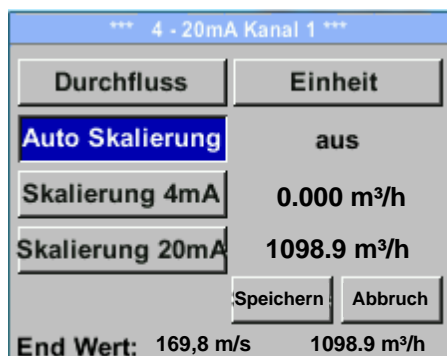 *** 4 - 20mA Kanal 1 ***
Durchfluss Einheit
Auto Skalierung aus
Skalierung 4mA 0.000 m³/h
Skalierung 20mA 1098.9 m³/h
Speichern Abbruch
End Wert: 169,8 m/s 1098.9 m³/h